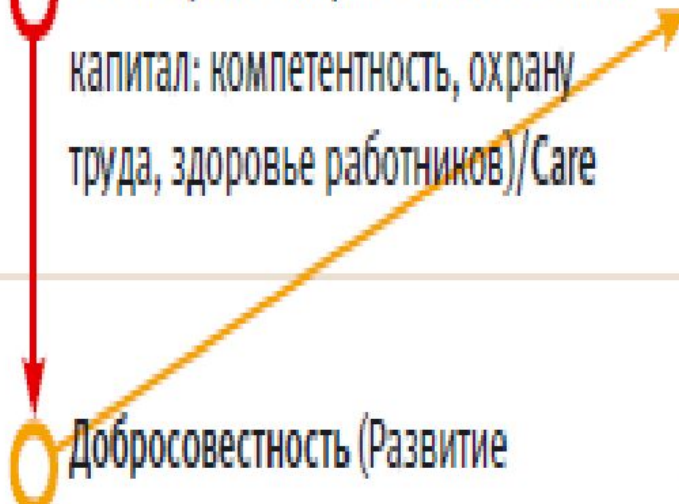 капитал: компетентность, охрану
труда, здоровье работников)/Care
Добросовестность (Развитие